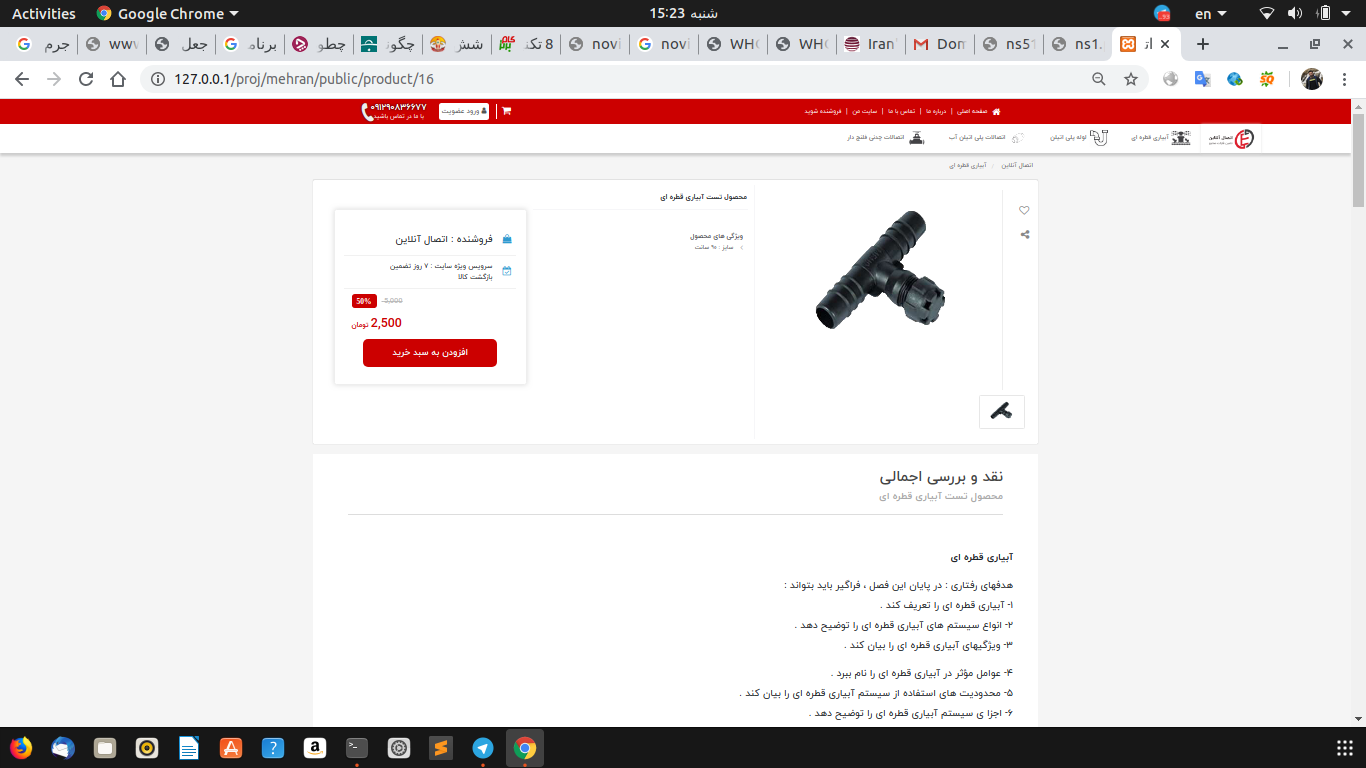 Activities
Google Chrome
شنبه 15:23
en
جرم
www
جعل
برنام
چطو
چگون
شش
8 تکن
novi
novi
WHO
WHO
Iran
Dom
ns51
ns1.
127.0.0.1/proj/mehran/public/product/16
صفحه اصلی | درباره ما | تماس با ما | سایت من | فروشنده شوید
ورود عضویت
۰۹۱۲۹۰۸۳۶۶۷۷
با ما در تماس باشید
اتصال آنلاین
آبیاری قطره ای
لوله پلی اتیلن
اتصالات پلی اتیلن آب
اتصالات چدنی فلنج دار
اتصال آنلاین / آبیاری قطره ای
محصول تست آبیاری قطره ای
ویژگی های محصول
سایز : ۹۰ سانت
فروشنده : اتصال آنلاین
سرویس ویژه سایت : ۷ روز تضمین
بازگشت کالا
5,000 50%
2,500 تومان
افزودن به سبد خرید
نقد و بررسی اجمالی
محصول تست آبیاری قطره ای
آبیاری قطره ای
هدفهای رفتاری : در پایان این فصل ، فراگیر باید بتواند :
۱- آبیاری قطره ای را تعریف کند .
۲- انواع سیستم های آبیاری قطره ای را توضیح دهد .
۳- ویژگیهای آبیاری قطره ای را بیان کند .
۴- عوامل مؤثر در آبیاری قطره ای را نام ببرد .
۵- محدودیت های استفاده از سیستم آبیاری قطره ای را بیان کند .
۶- اجزا ی سیستم آبیاری قطره ای را توضیح دهد .